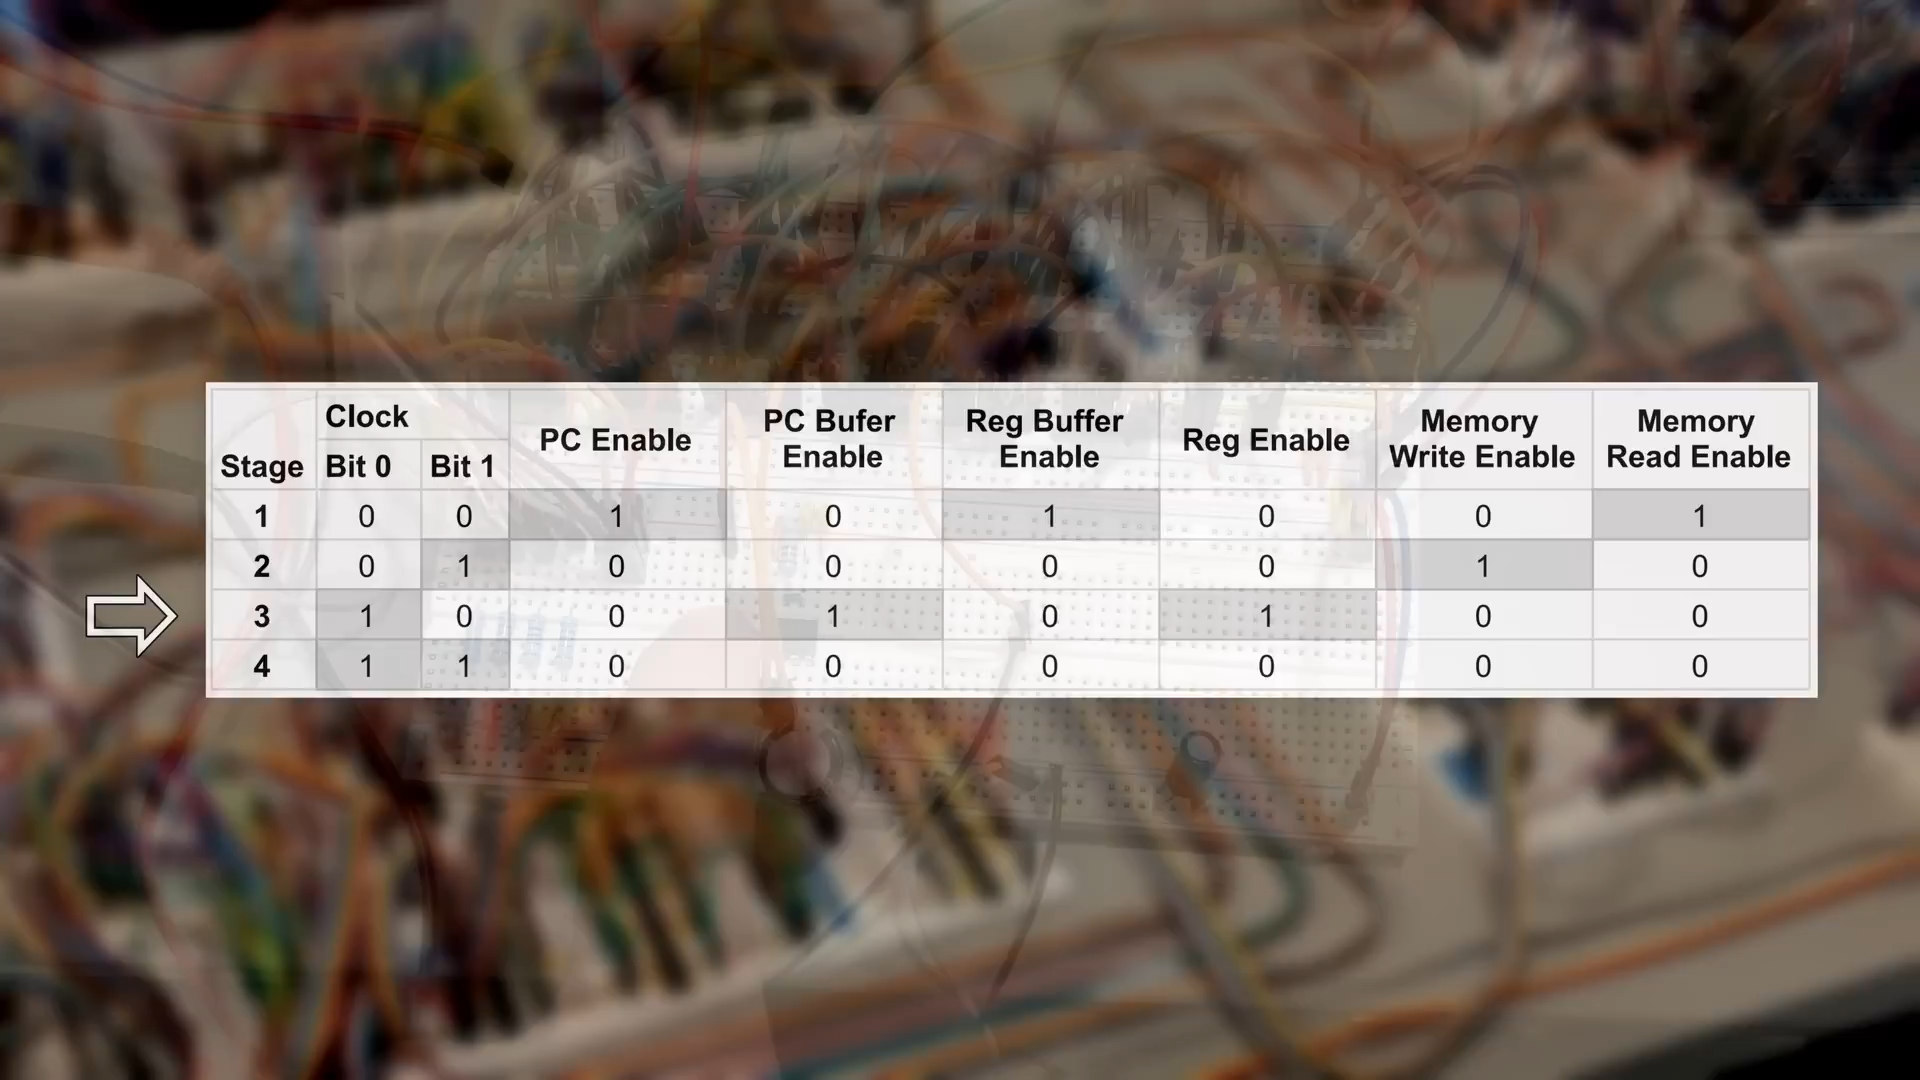 Clock
Stage Bit 0 Bit 1 PC Enable PC Bufer Enable Reg Buffer Enable Reg Enable Memory Write Enable Memory Read Enable
1 0 0 1 0 1 0 0 1
2 0 1 0 0 0 0 1 0
3 1 0 0 1 0 1 0 0
4 1 1 0 0 0 0 0 0